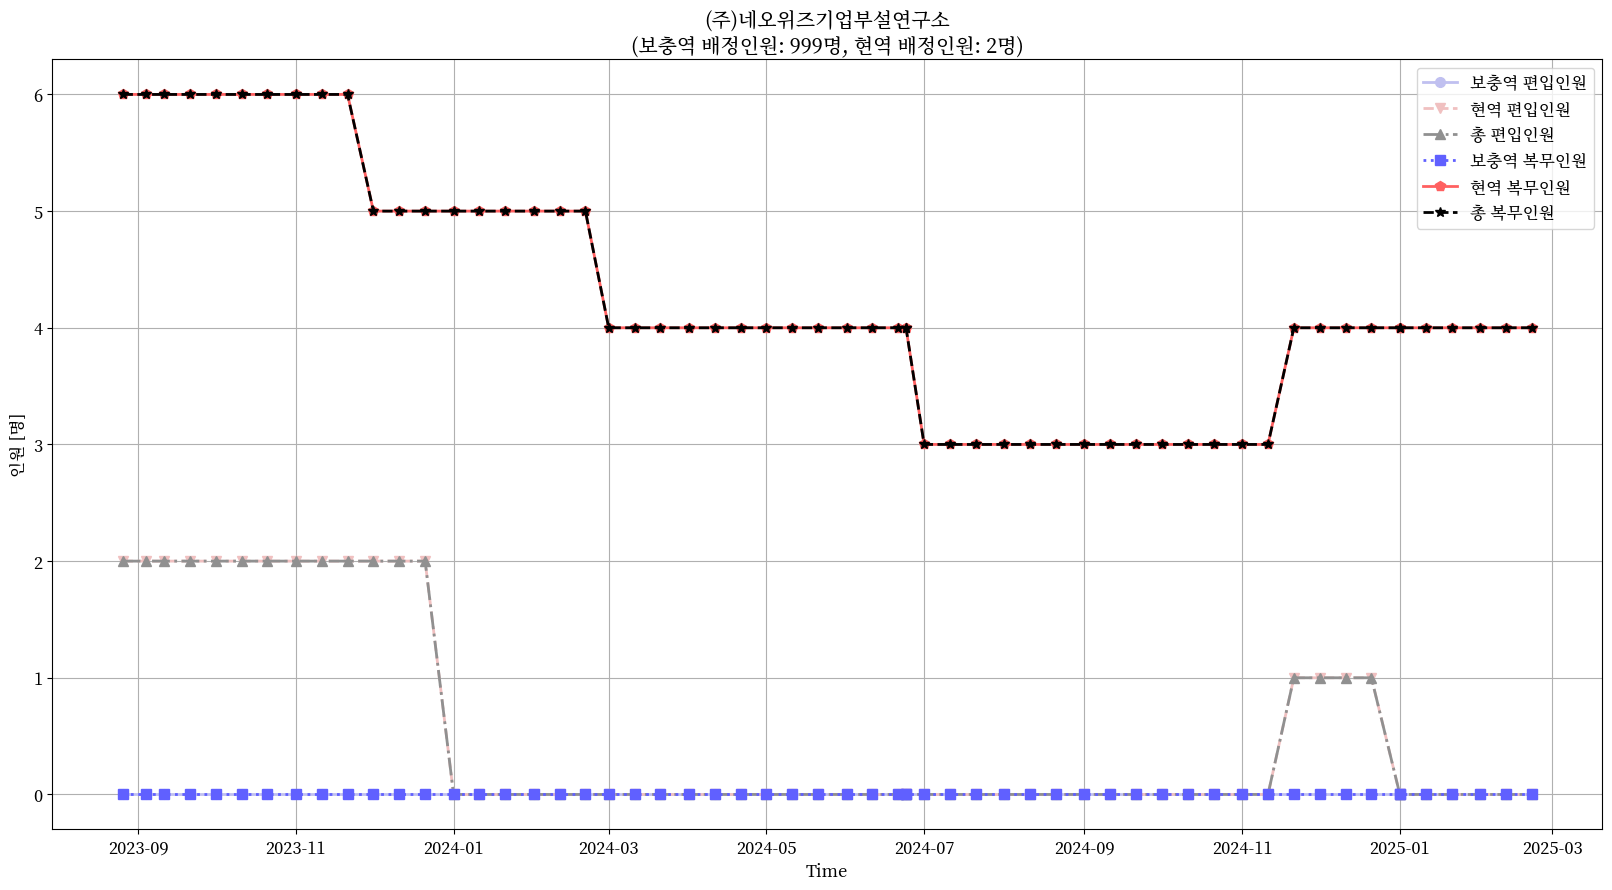 (주)네오위즈기업부설연구소
(보충역 배정인원: 999명, 현역 배정인원: 2명)
보충역 편입인원
현역 편입인원
총 편입인원
보충역 복무인원
현역 복무인원
총 복무인원
인원 [명]
6
5
4
3
2
1
0
2023-09
2023-11
2024-01
2024-03
2024-05
2024-07
2024-09
2024-11
2025-01
2025-03
Time